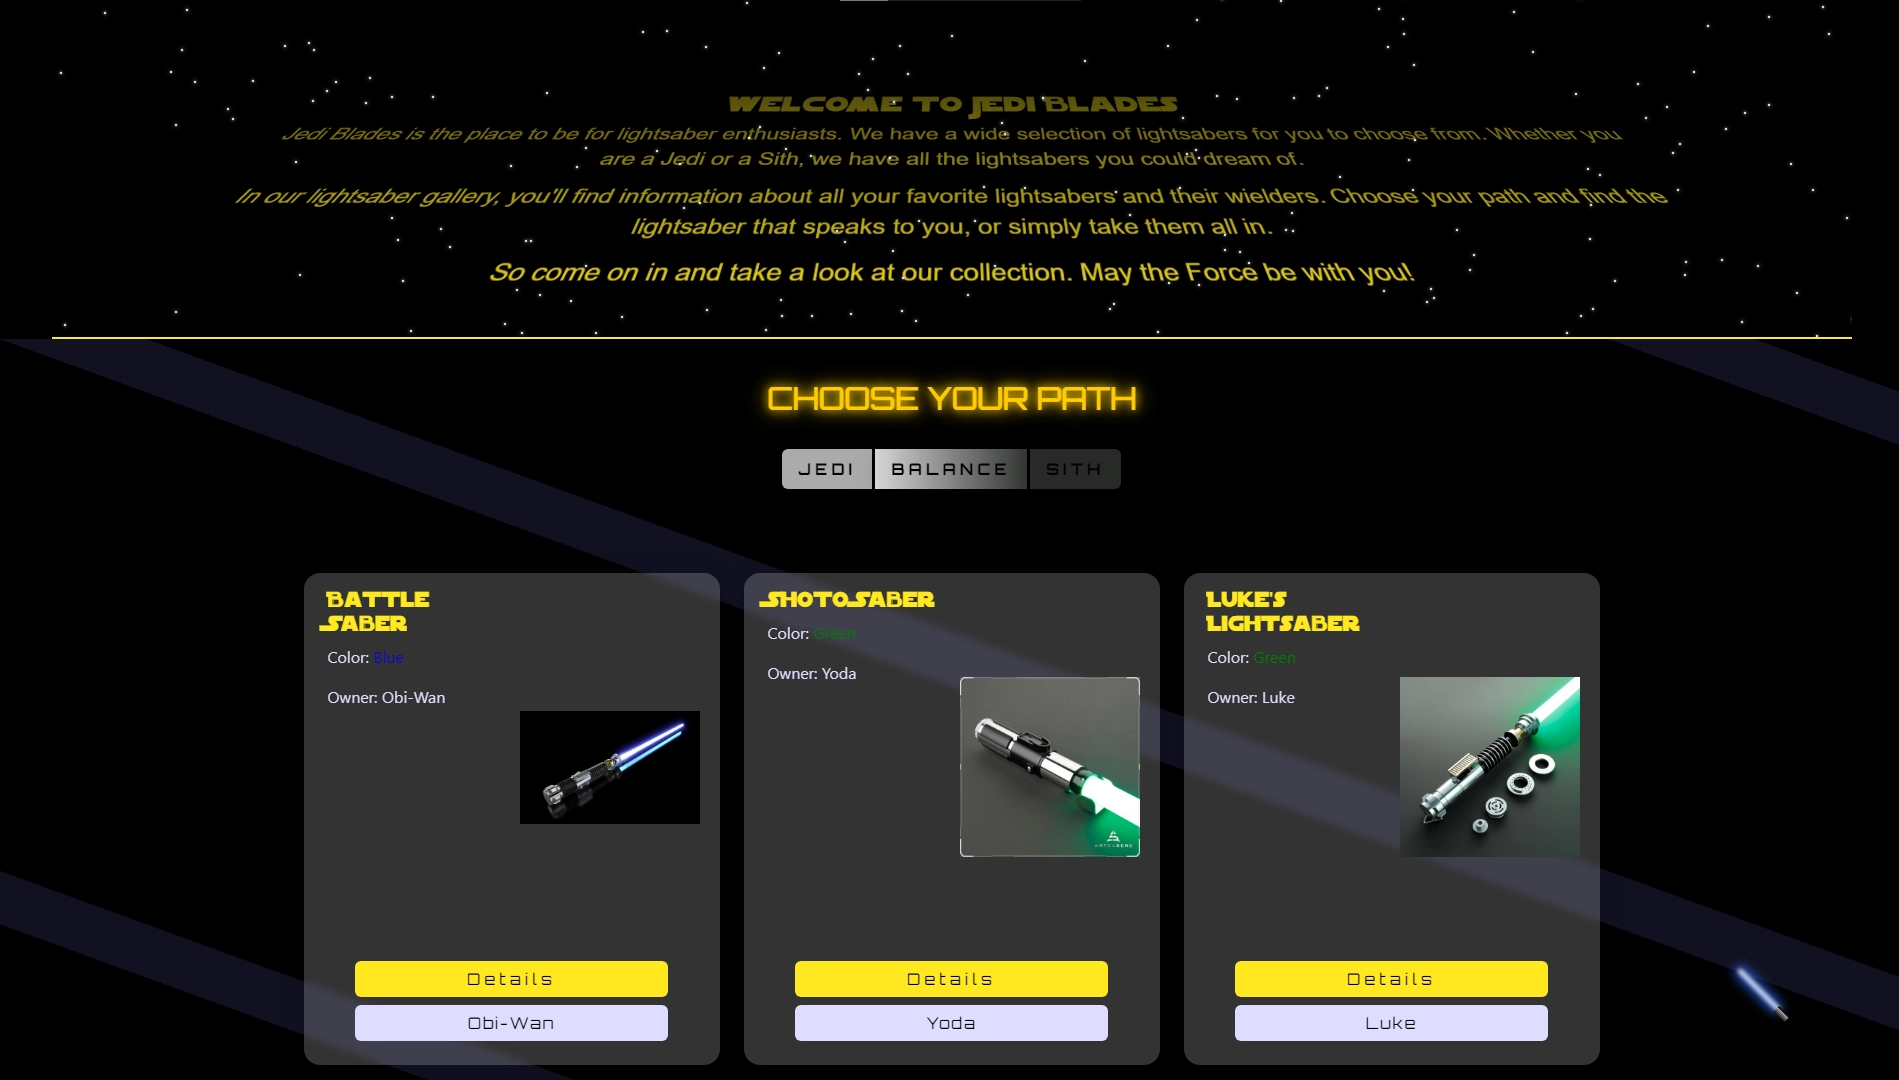 Welcome To Jedi Blades
Jedi Blades is the place to be for lightsaber enthusiasts. We have a wide selection of lightsabers for you to choose from. Whether you
are a Jedi or a Sith, we have all the lightsabers you could dream of.
In our lightsaber gallery, you'll find information about all your favorite lightsabers and their wielders. Choose your path and find the
lightsaber that speaks to you, or simply take them all in.
So come on in and take a look at our collection. May the Force be with you!
CHOOSE YOUR PATH
JEDI BALANCE SITH
Battle
Saber
Color: Blue
Owner: Obi-Wan
Details
Obi-Wan
Shoto Saber
Color: Green
Owner: Yoda
ARTSABERS
Details
Yoda
Luke's
Lightsaber
Color: Green
Owner: Luke
Details
Luke